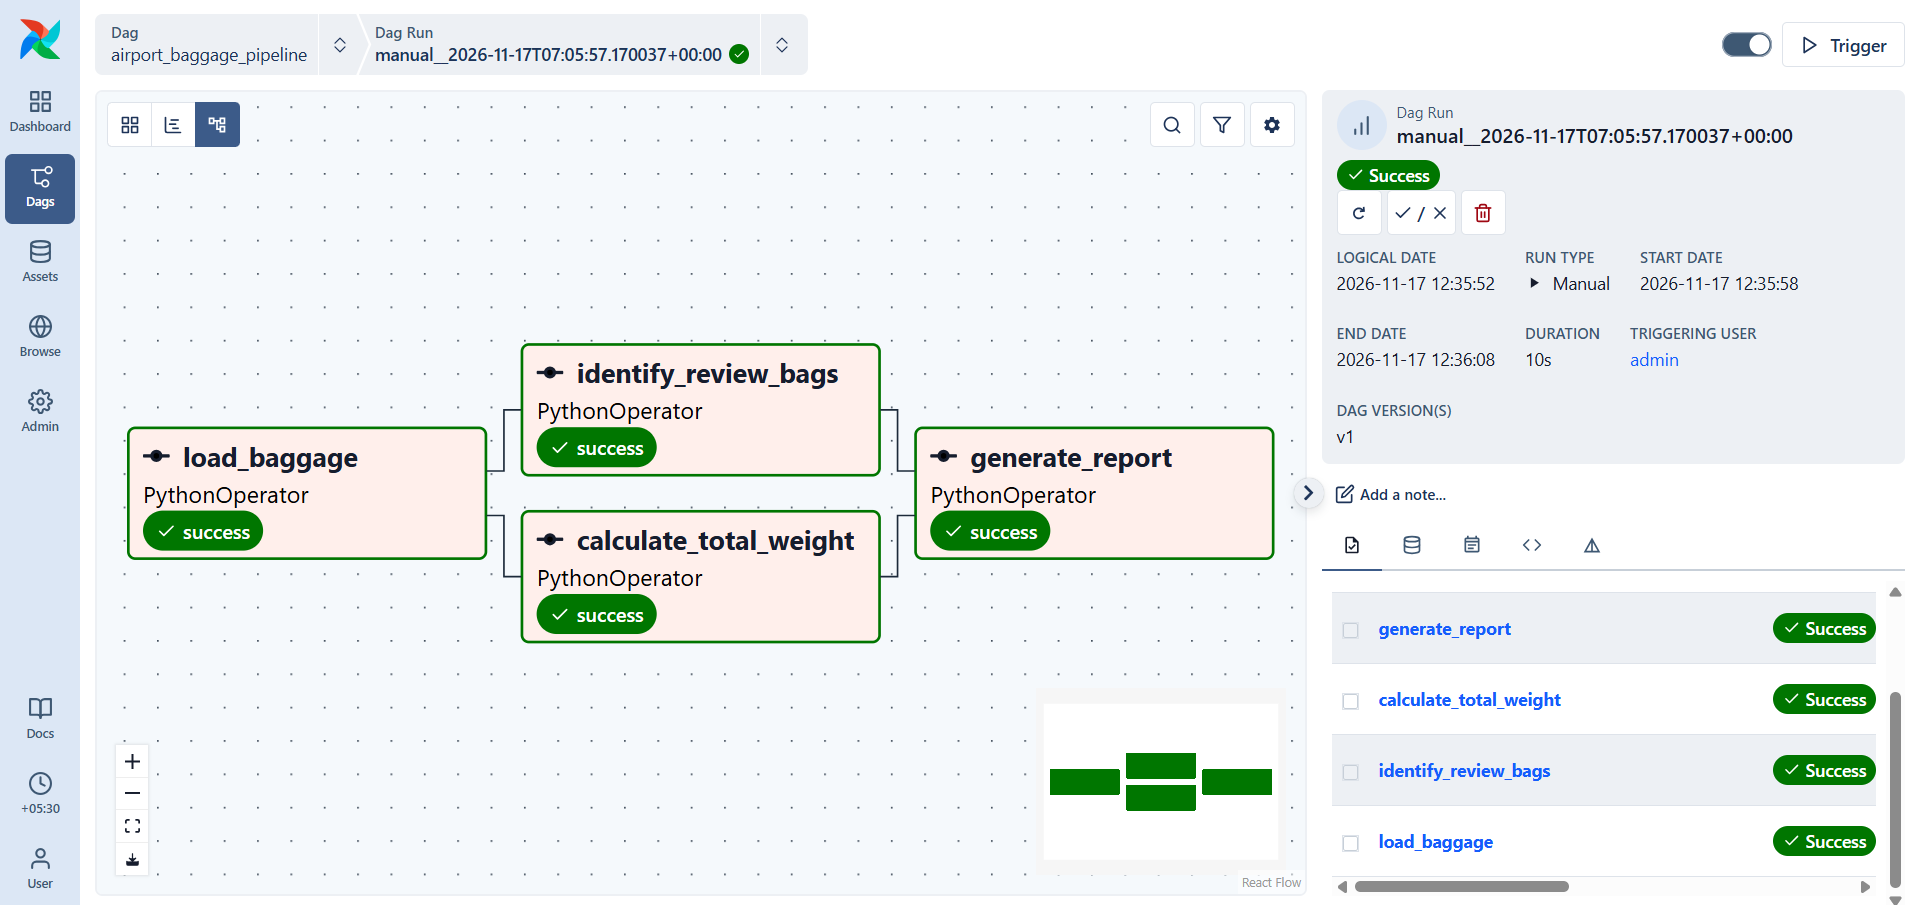 Dag
airport_baggage_pipeline
Dag Run
manual__2026-11-17T07:05:57.170037+00:00
Trigger
Dashboard
Dags
Assets
Browse
Admin
Docs
+05:30
User
load_baggage
PythonOperator
success
identify_review_bags
PythonOperator
success
calculate_total_weight
PythonOperator
success
generate_report
PythonOperator
success
React Flow
Dag Run
manual__2026-11-17T07:05:57.170037+00:00
Success
/
LOGICAL DATE
2026-11-17 12:35:52
RUN TYPE
Manual
START DATE
2026-11-17 12:35:58
END DATE
2026-11-17 12:36:08
DURATION
10s
TRIGGERING USER
admin
DAG VERSION(S)
v1
Add a note...
generate_report Success
calculate_total_weight Success
identify_review_bags Success
load_baggage Success